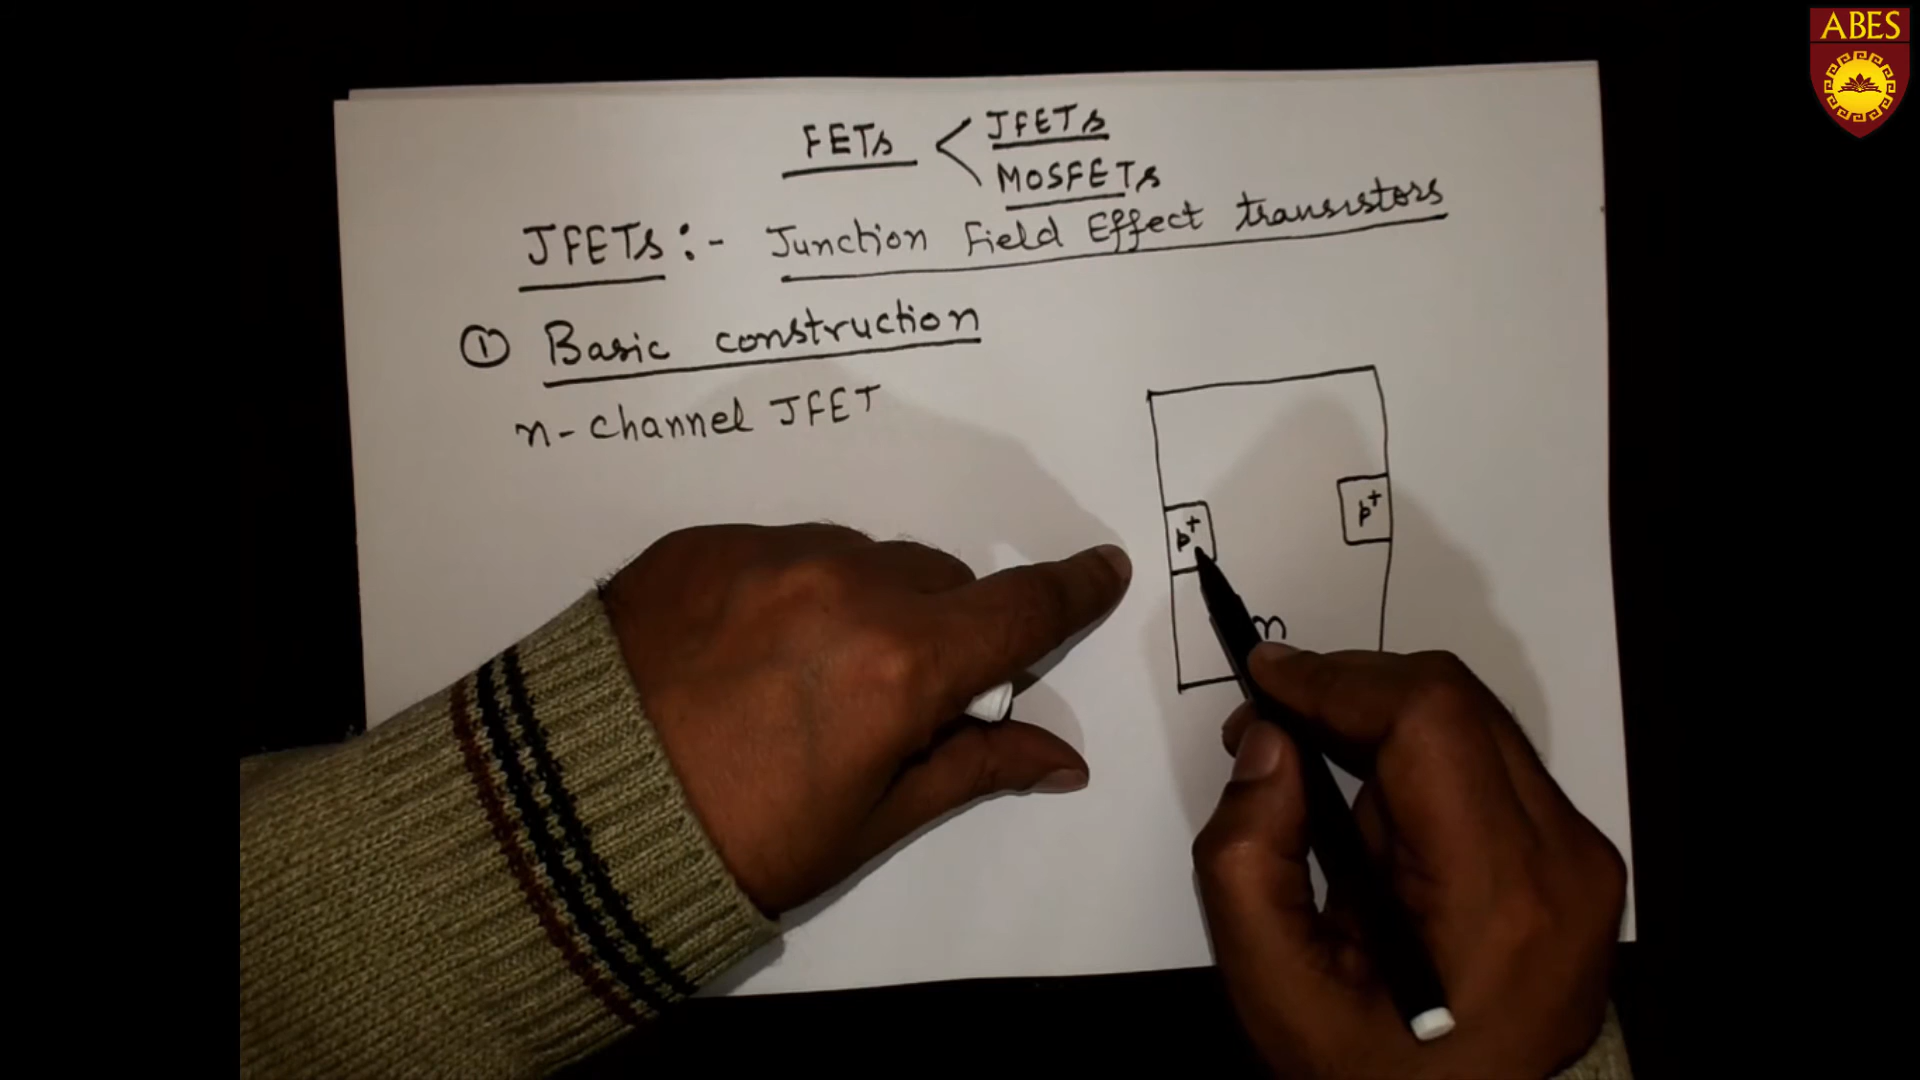 ABES
FETs < JFETs
MOSFETs
JFETs :- Junction Field Effect transistors
① Basic construction
n-channel JFET
p+ p+
n